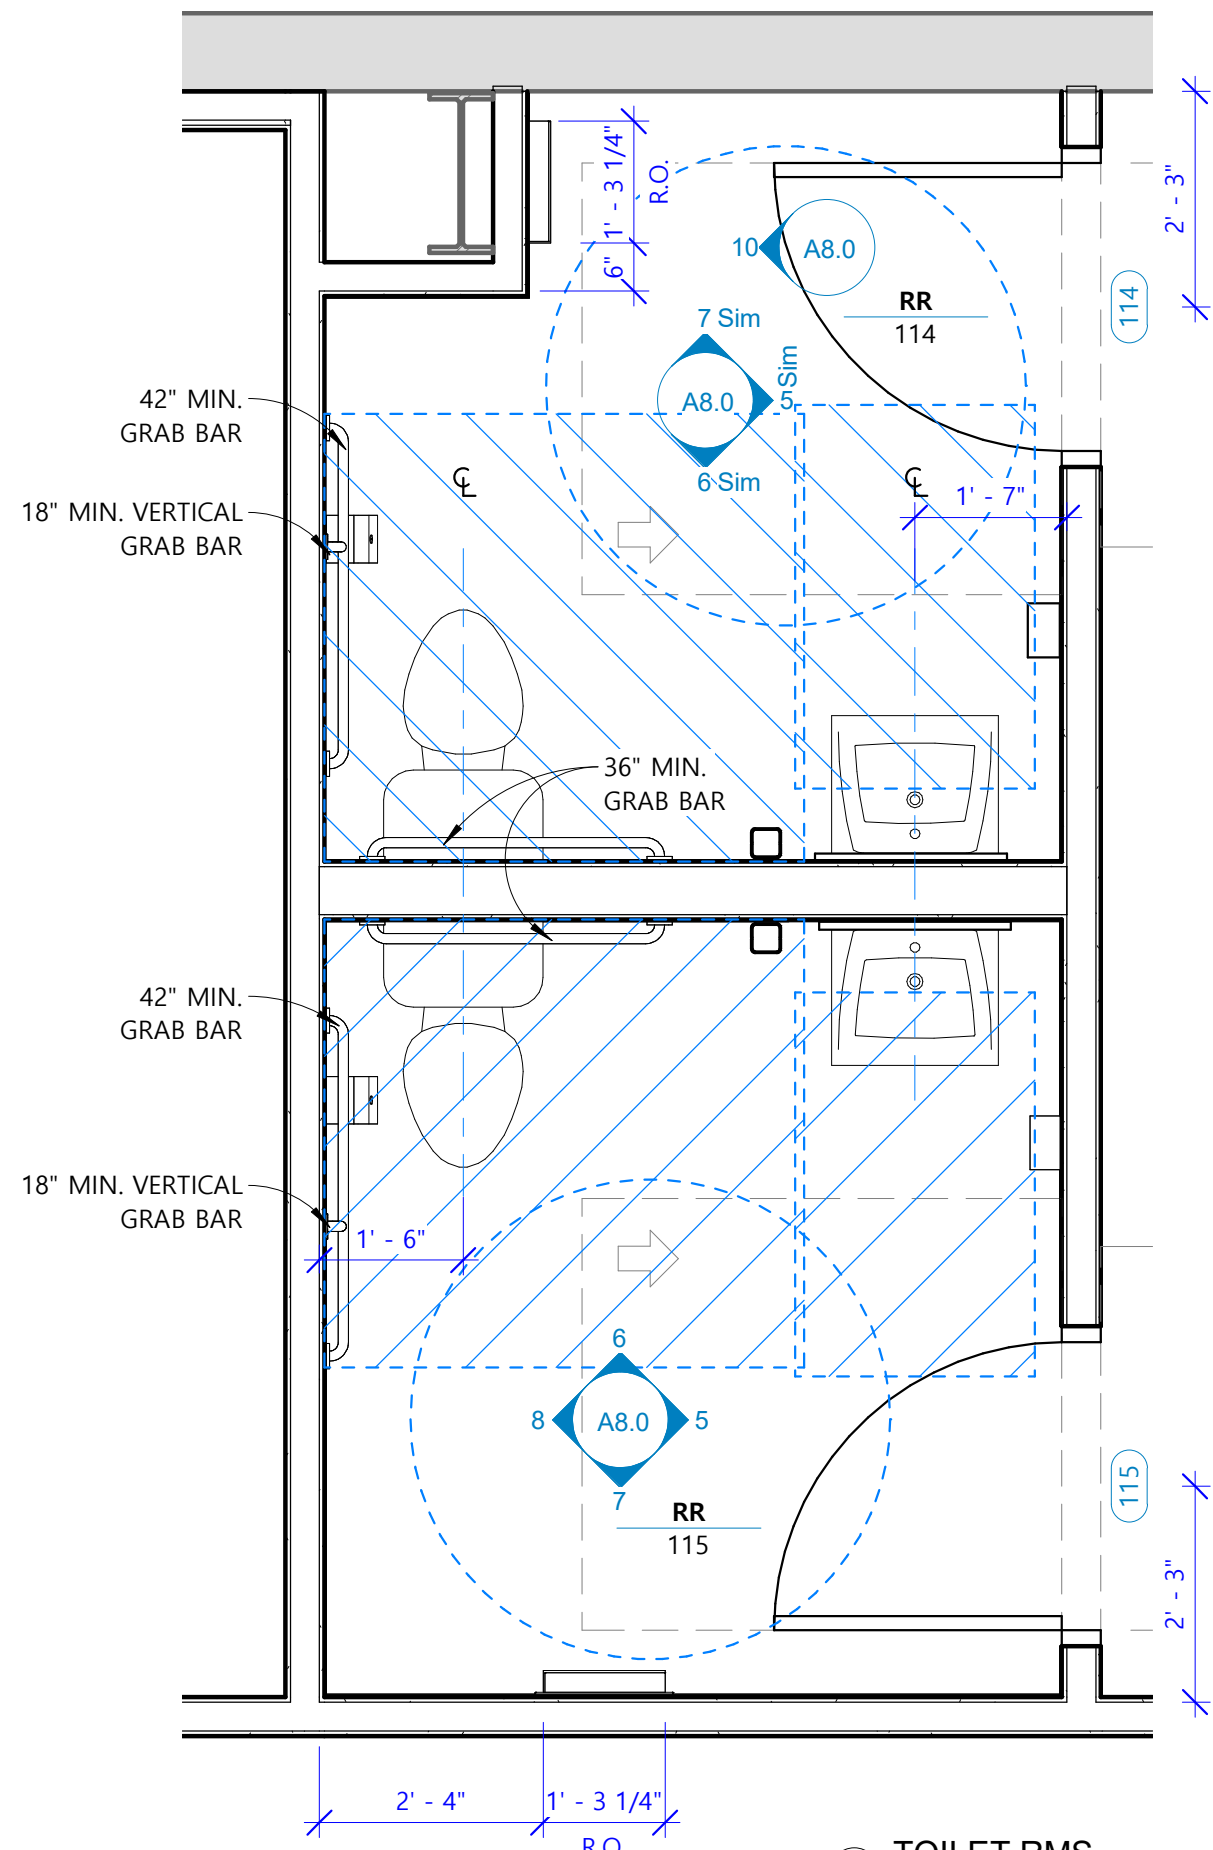 1' - 3 1/4"
R.O.
6"
2' - 3"
10
A8.0
RR
114
114
7 Sim
A8.0
5
Sim
6 Sim
42" MIN.
GRAB BAR
18" MIN. VERTICAL
GRAB BAR
℄
℄
1' - 7"
36" MIN.
GRAB BAR
42" MIN.
GRAB BAR
18" MIN. VERTICAL
GRAB BAR
1' - 6"
6
8
A8.0
5
7
RR
115
115
2' - 3"
2' - 4"
1' - 3 1/4"
R.O.
TOILET RMS